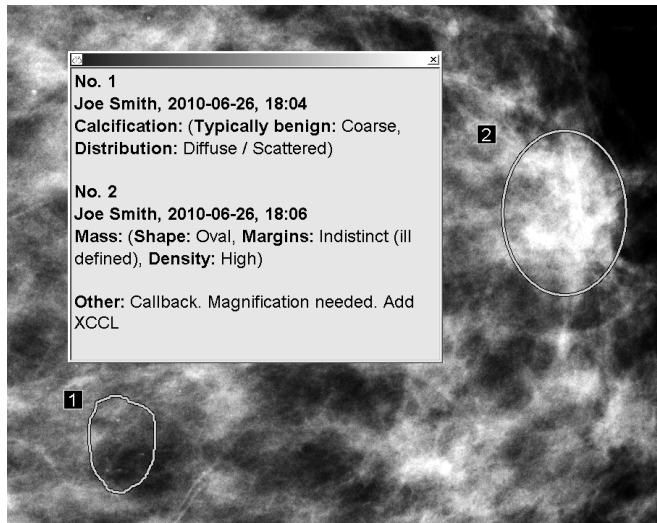 No. 1
Joe Smith, 2010-06-26, 18:04
Calcification: (Typically benign: Coarse,
Distribution: Diffuse / Scattered)
No. 2
Joe Smith, 2010-06-26, 18:06
Mass: (Shape: Oval, Margins: Indistinct (ill
defined), Density: High)
Other: Callback. Magnification needed. Add
XCCL
2
1